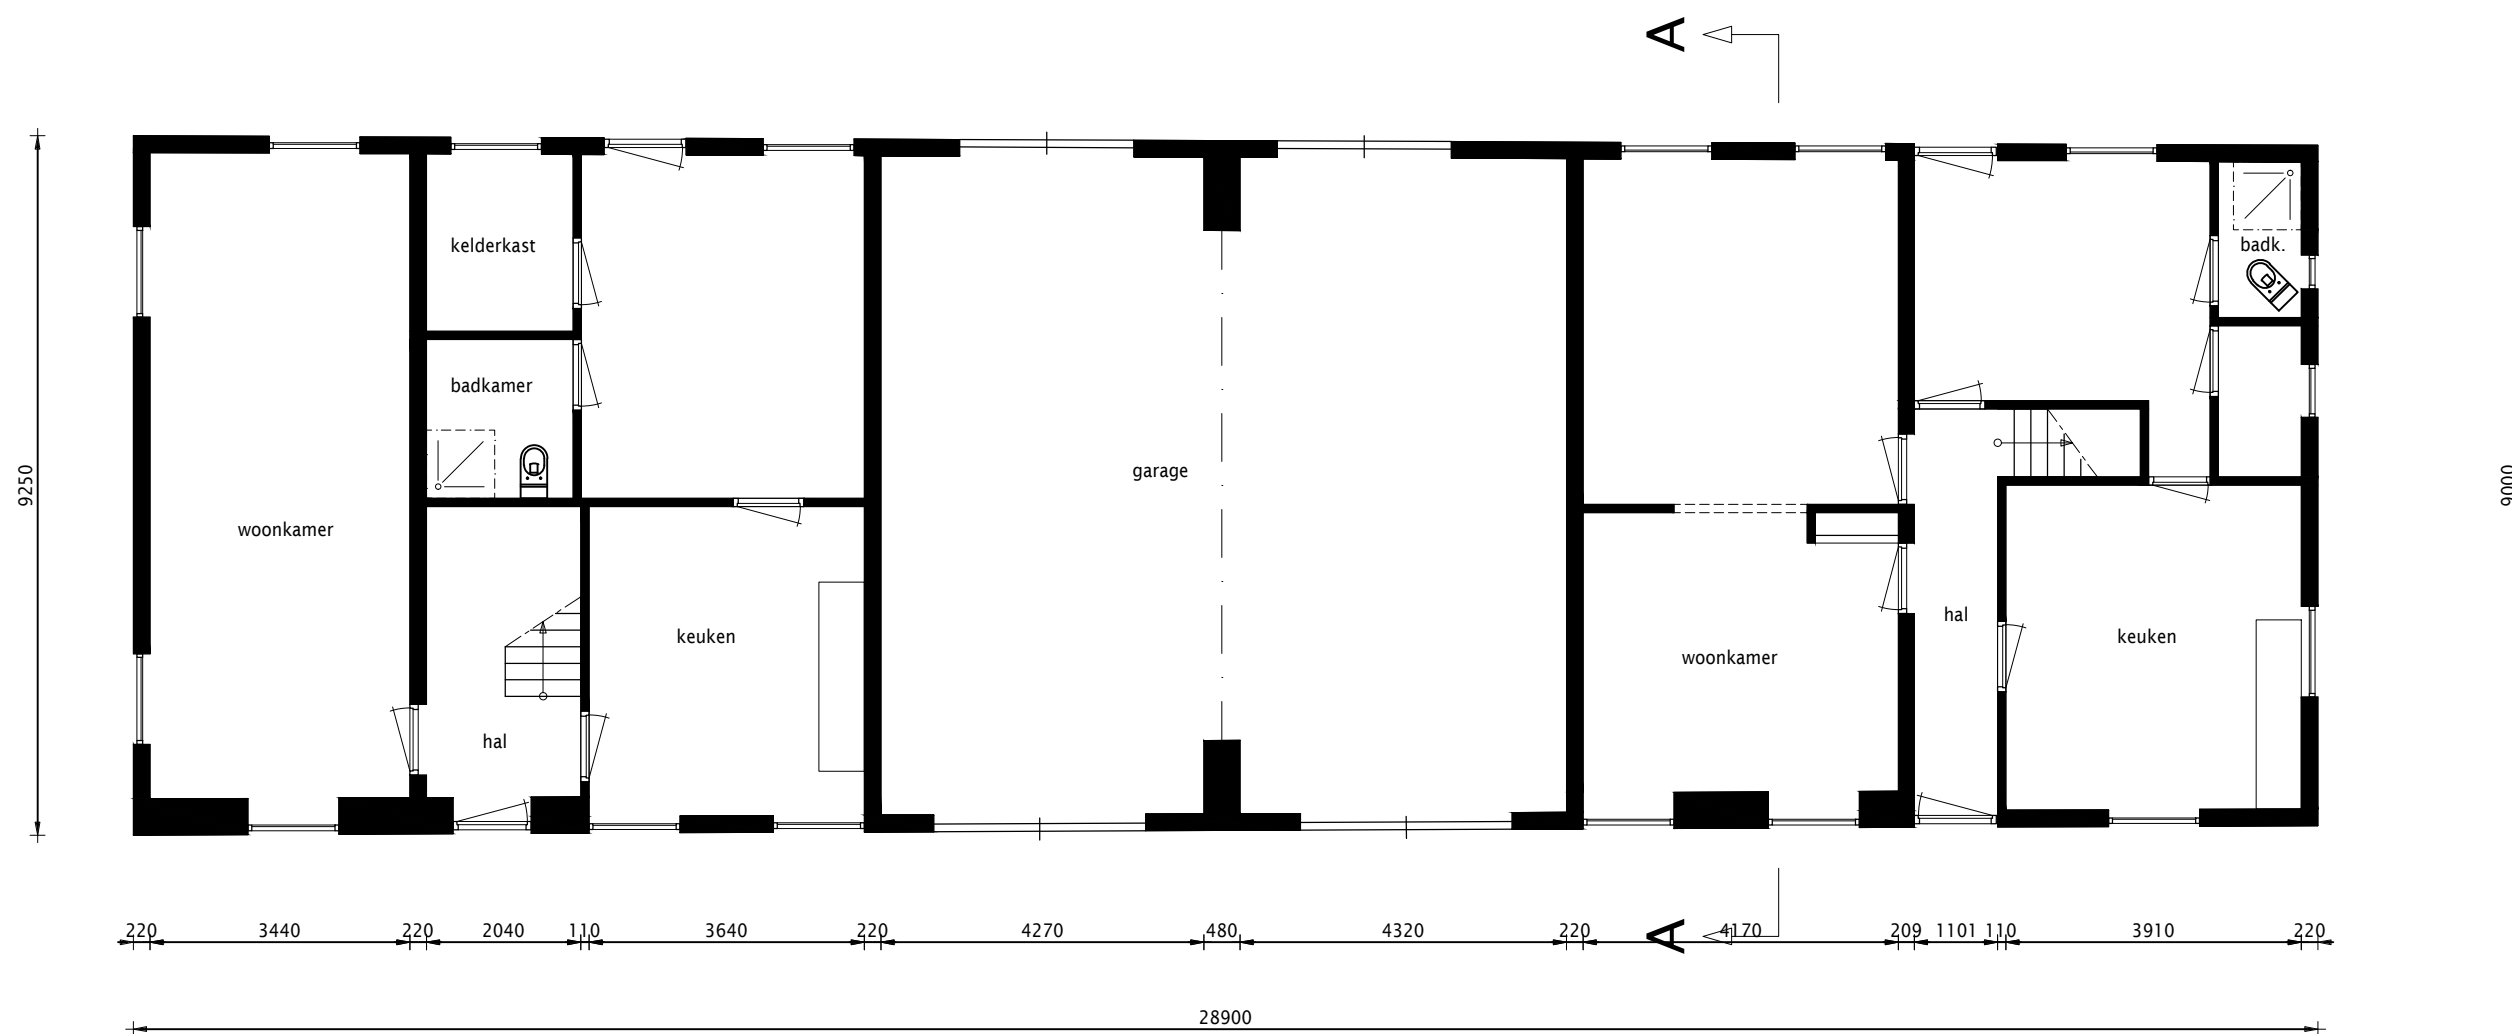 A
kelderkast
badk.
badkamer
garage
9250
9000
woonkamer
hal
keuken
keuken
woonkamer
hal
220 3440 220 2040 110 3640 220 4270 480 4320 220 4170 209 1101 110 3910 220
A
28900